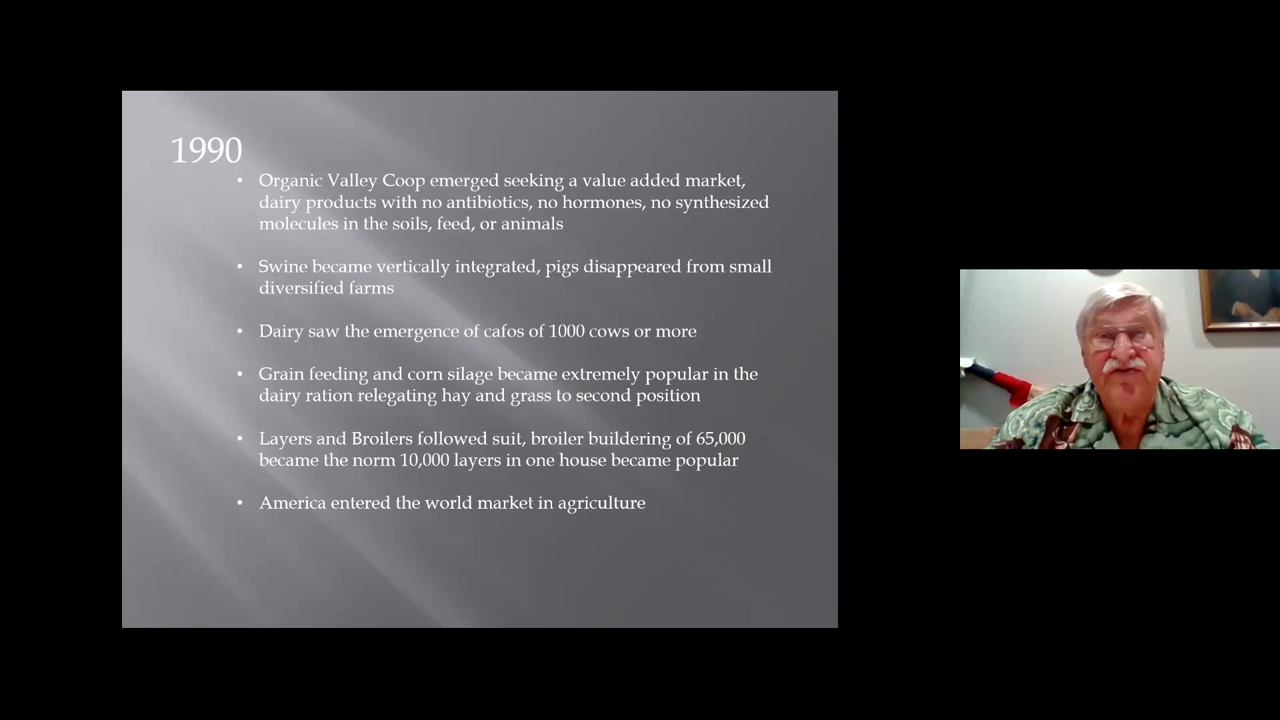 1990
• Organic Valley Coop emerged seeking a value added market,
dairy products with no antibiotics, no hormones, no synthesized
molecules in the soils, feed, or animals
• Swine became vertically integrated, pigs disappeared from small
diversified farms
• Dairy saw the emergence of cafos of 1000 cows or more
• Grain feeding and corn silage became extremely popular in the
dairy ration relegating hay and grass to second position
• Layers and Broilers followed suit, broiler buildering of 65,000
became the norm 10,000 layers in one house became popular
• America entered the world market in agriculture